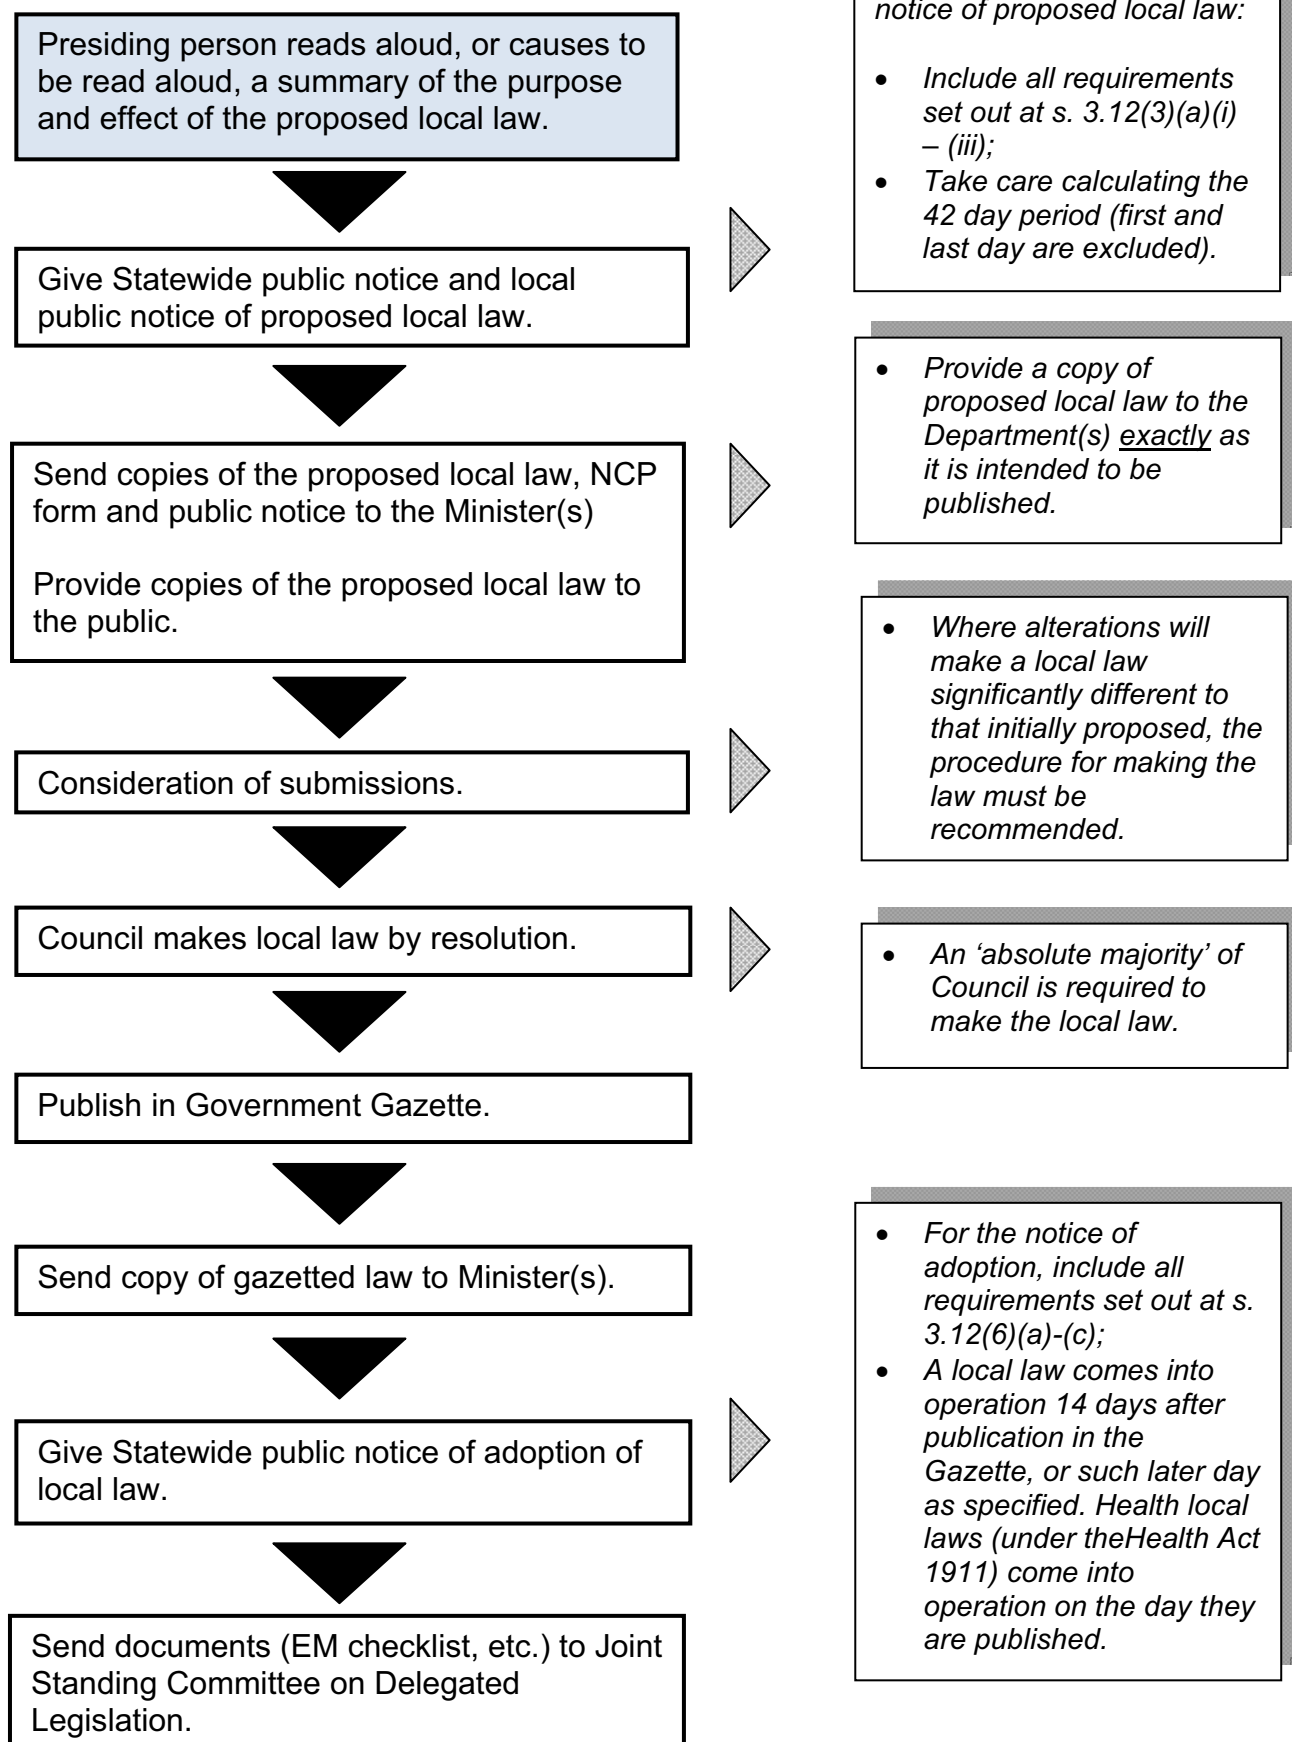 Presiding person reads aloud, or causes to
be read aloud, a summary of the purpose
and effect of the proposed local law.
Give Statewide public notice and local
public notice of proposed local law.
notice of proposed local law:
• Include all requirements
set out at s. 3.12(3)(a)(i)
– (iii);
• Take care calculating the
42 day period (first and
last day are excluded).
Send copies of the proposed local law, NCP
form and public notice to the Minister(s)
Provide copies of the proposed local law to
the public.
• Provide a copy of
proposed local law to the
Department(s) exactly as
it is intended to be
published.
Consideration of submissions.
• Where alterations will
make a local law
significantly different to
that initially proposed, the
procedure for making the
law must be
recommended.
Council makes local law by resolution.
• An ‘absolute majority’ of
Council is required to
make the local law.
Publish in Government Gazette.
Send copy of gazetted law to Minister(s).
Give Statewide public notice of adoption of
local law.
• For the notice of
adoption, include all
requirements set out at s.
3.12(6)(a)-(c);
• A local law comes into
operation 14 days after
publication in the
Gazette, or such later day
as specified. Health local
laws (under theHealth Act
1911) come into
operation on the day they
are published.
Send documents (EM checklist, etc.) to Joint
Standing Committee on Delegated
Legislation.